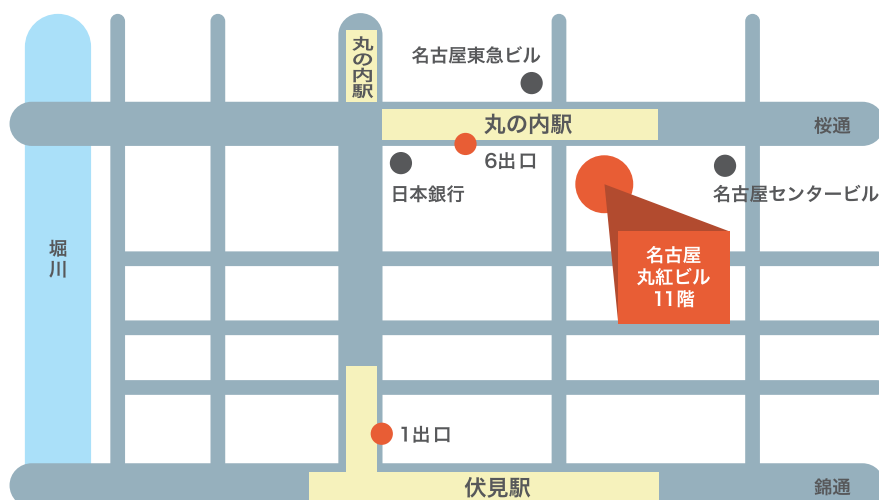 丸の内駅
名古屋東急ビル
丸の内駅
桜通
6出口
日本銀行
名古屋センタービル
堀川
名古屋
丸紅ビル
11階
1出口
伏見駅
錦通